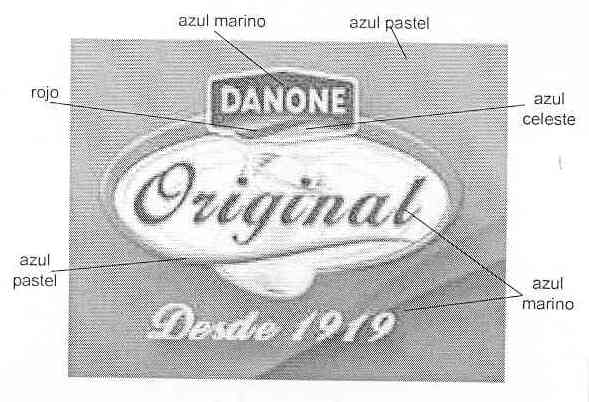 azul marino
azul pastel
rojo
DANONE
azul
celeste
Original
azul
pastel
azul
marino
Desde 1919